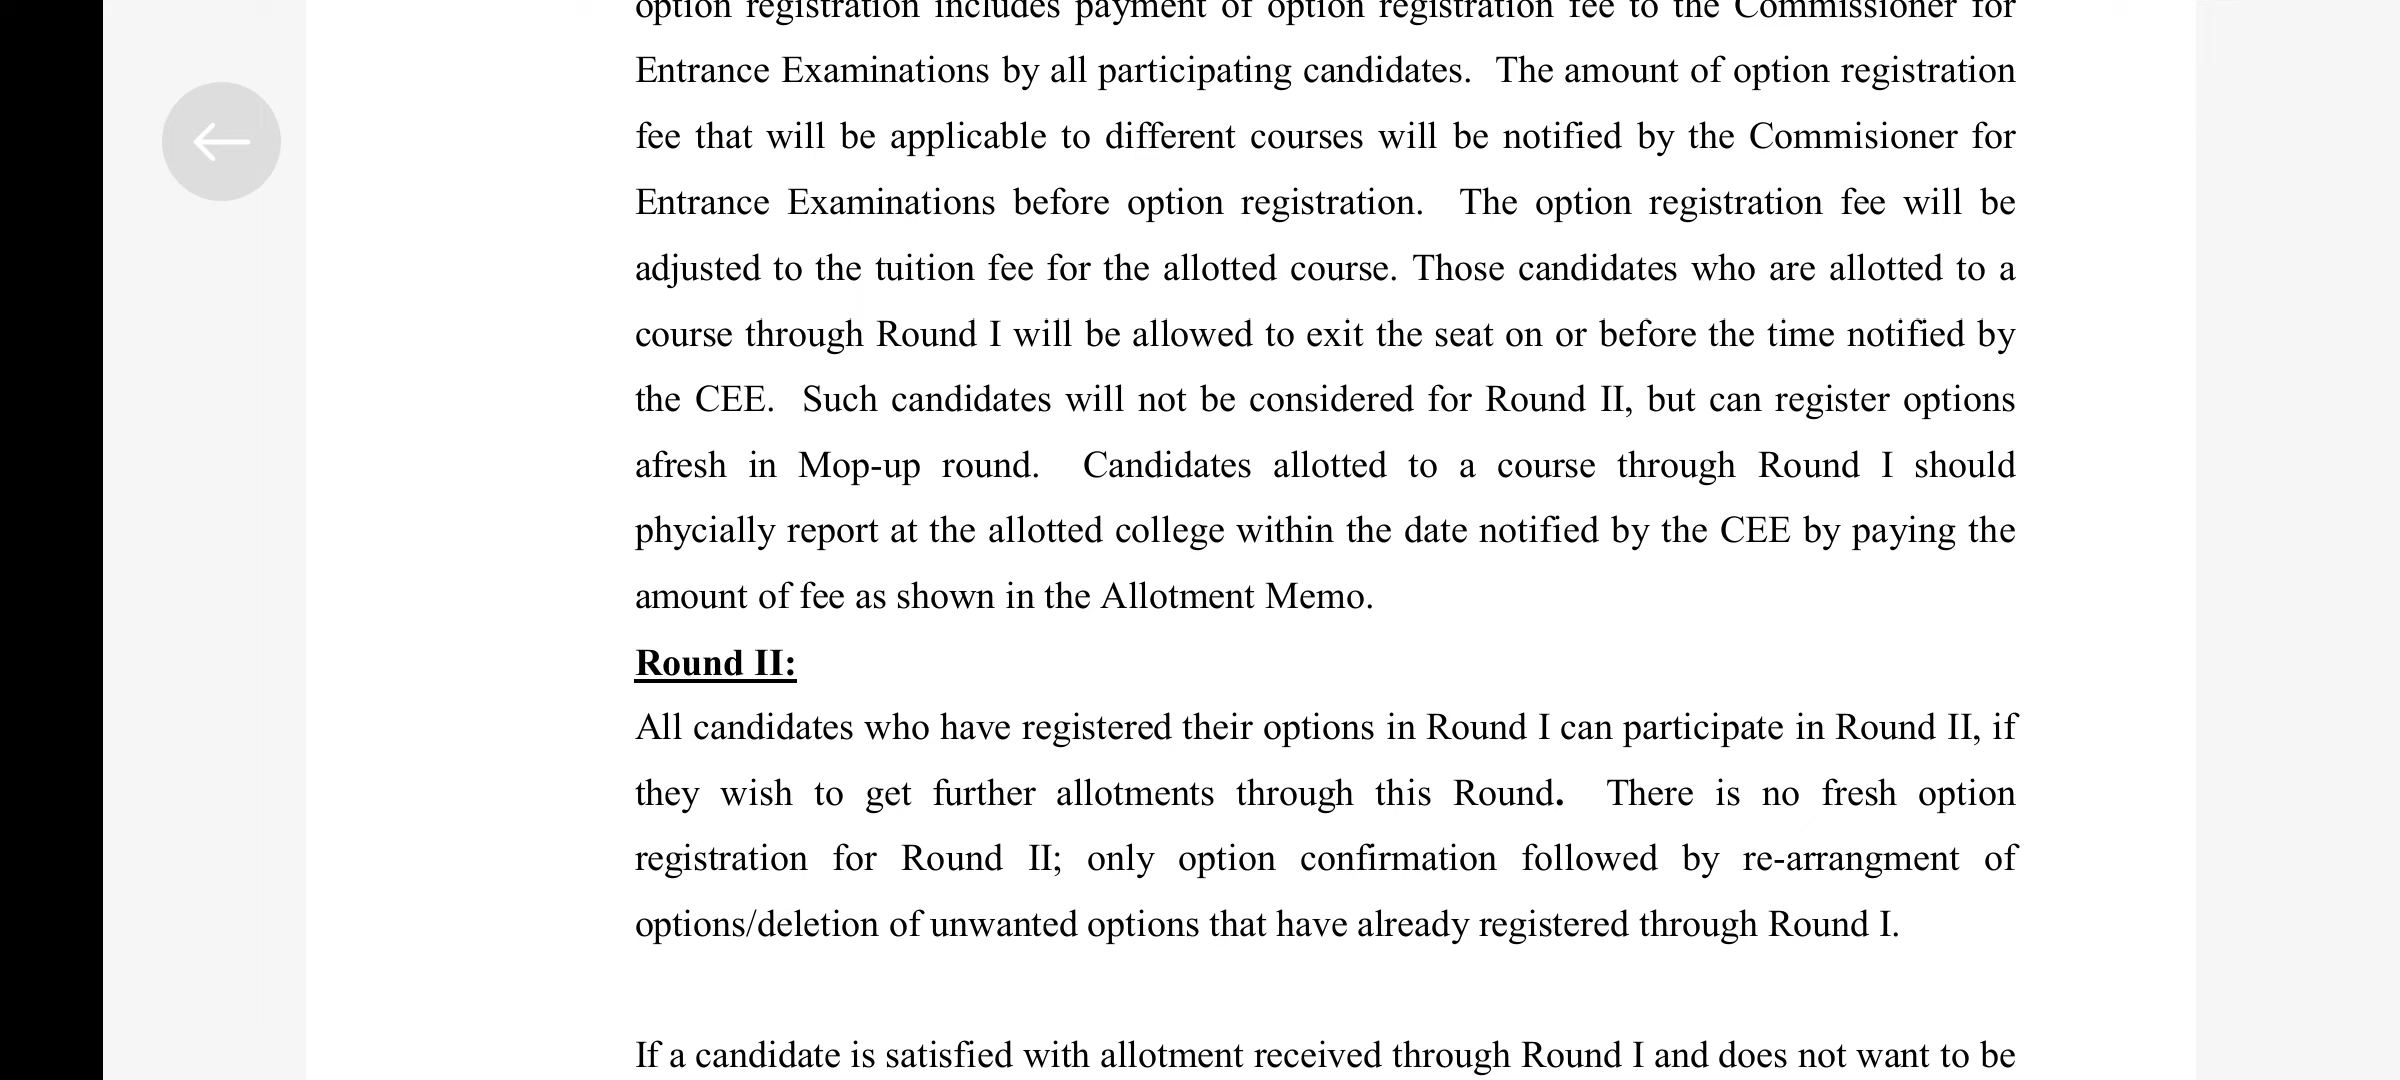 option registration includes payment of option registration fee to the Commissioner for
Entrance Examinations by all participating candidates.  The amount of option registration
fee that will be applicable to different courses will be notified by the Commisioner for
Entrance Examinations before option registration.  The option registration fee will be
adjusted to the tuition fee for the allotted course. Those candidates who are allotted to a
course through Round I will be allowed to exit the seat on or before the time notified by
the CEE.  Such candidates will not be considered for Round II, but can register options
afresh in Mop-up round.  Candidates allotted to a course through Round I should
phycially report at the allotted college within the date notified by the CEE by paying the
amount of fee as shown in the Allotment Memo.
Round II:
All candidates who have registered their options in Round I can participate in Round II, if
they wish to get further allotments through this Round.  There is no fresh option
registration for Round II; only option confirmation followed by re-arrangment of
options/deletion of unwanted options that have already registered through Round I.
If a candidate is satisfied with allotment received through Round I and does not want to be